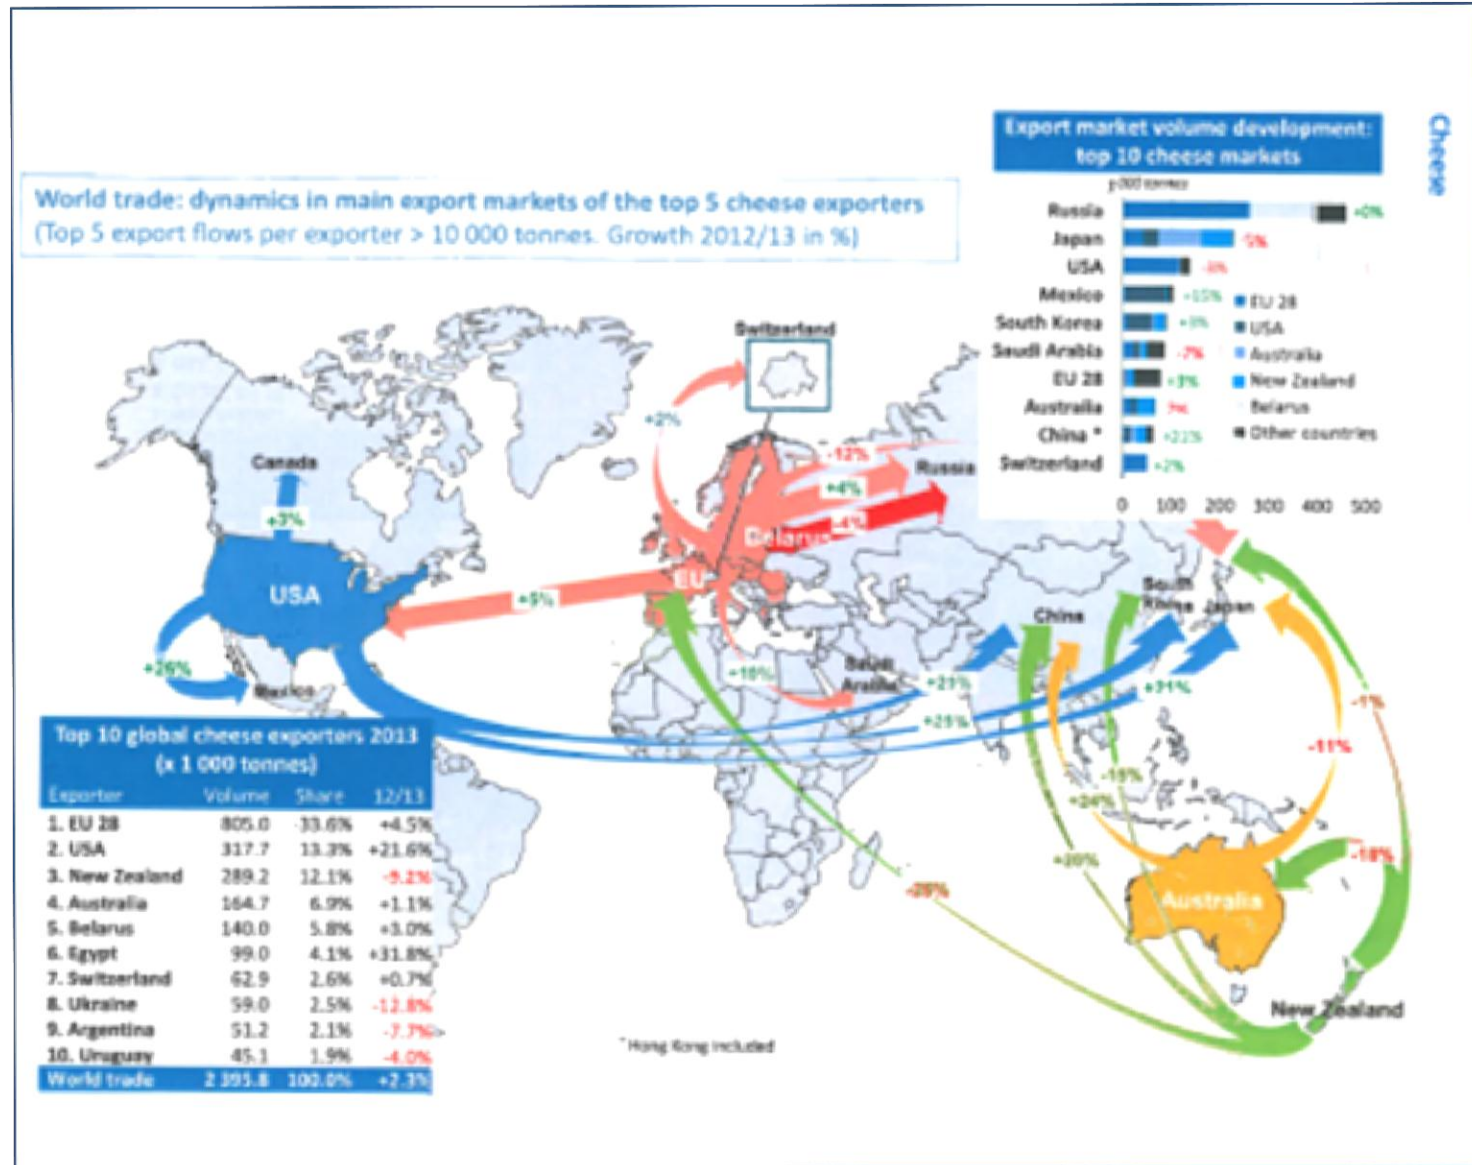 Cheese
Export market volume development:
top 10 cheese markets
World trade: dynamics in main export markets of the top 5 cheese exporters
(Top 5 export flows per exporter > 10 000 tonnes. Growth 2012/13 in %)
000 tonnes
Russia +0%
Japan -5%
USA
Mexico +15%
South Korea +3%
Saudi Arabia -7%
EU 28 +3%
Australia
China * +21%
Switzerland +2%
EU 28
USA
Australia
New Zealand
Belarus
Other countries
0 100 200 300 400 500
Switzerland
+2%
-12%
Russia
+4%
-4%
Belarus
Canada
+3%
USA
EU
South
Japan
China
+26%
Mexico
Saudi
Arabia
+21%
-1%
-11%
+24%
+20%
-18%
Australia
New Zealand
Top 10 global cheese exporters 2013
(x 1 000 tonnes)
Exporter Volume Share 12/13
1. EU 28 805.0 33.6% +4.5%
2. USA 317.7 13.3% +21.6%
3. New Zealand 289.2 12.1% -9.2%
4. Australia 164.7 6.9% +1.1%
5. Belarus 140.0 5.8% +3.0%
6. Egypt 99.0 4.1% +31.8%
7. Switzerland 62.9 2.6% +0.7%
8. Ukraine 59.0 2.5% -12.8%
9. Argentina 51.2 2.1% -7.7%
10. Uruguay 45.1 1.9% -4.0%
World trade 2 395.8 100.0% +2.3%
* Hong Kong included